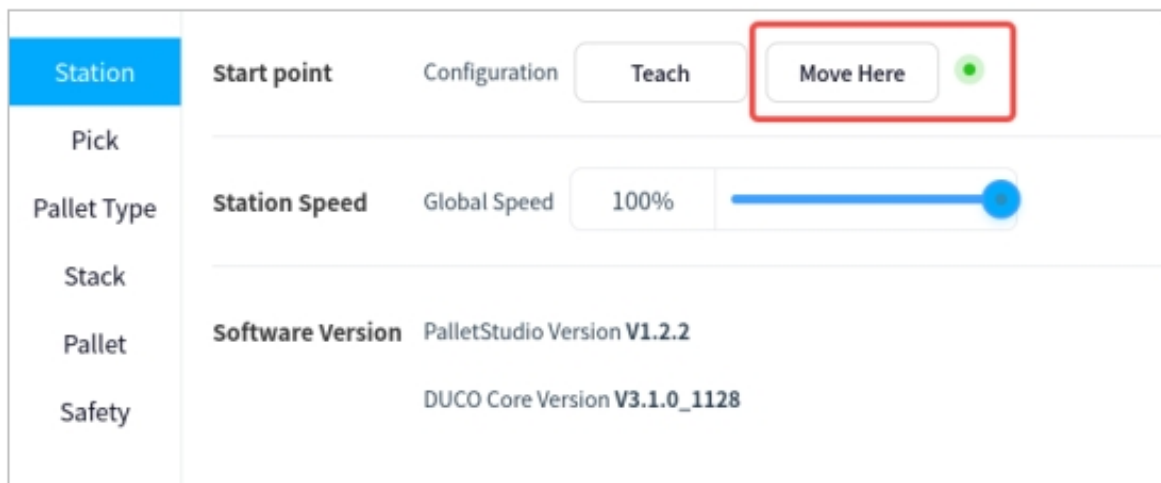 Station
Pick
Pallet Type
Stack
Pallet
Safety
Start point Configuration Teach Move Here
Station Speed Global Speed 100%
Software Version PalletStudio Version V1.2.2
DUCO Core Version V3.1.0_1128